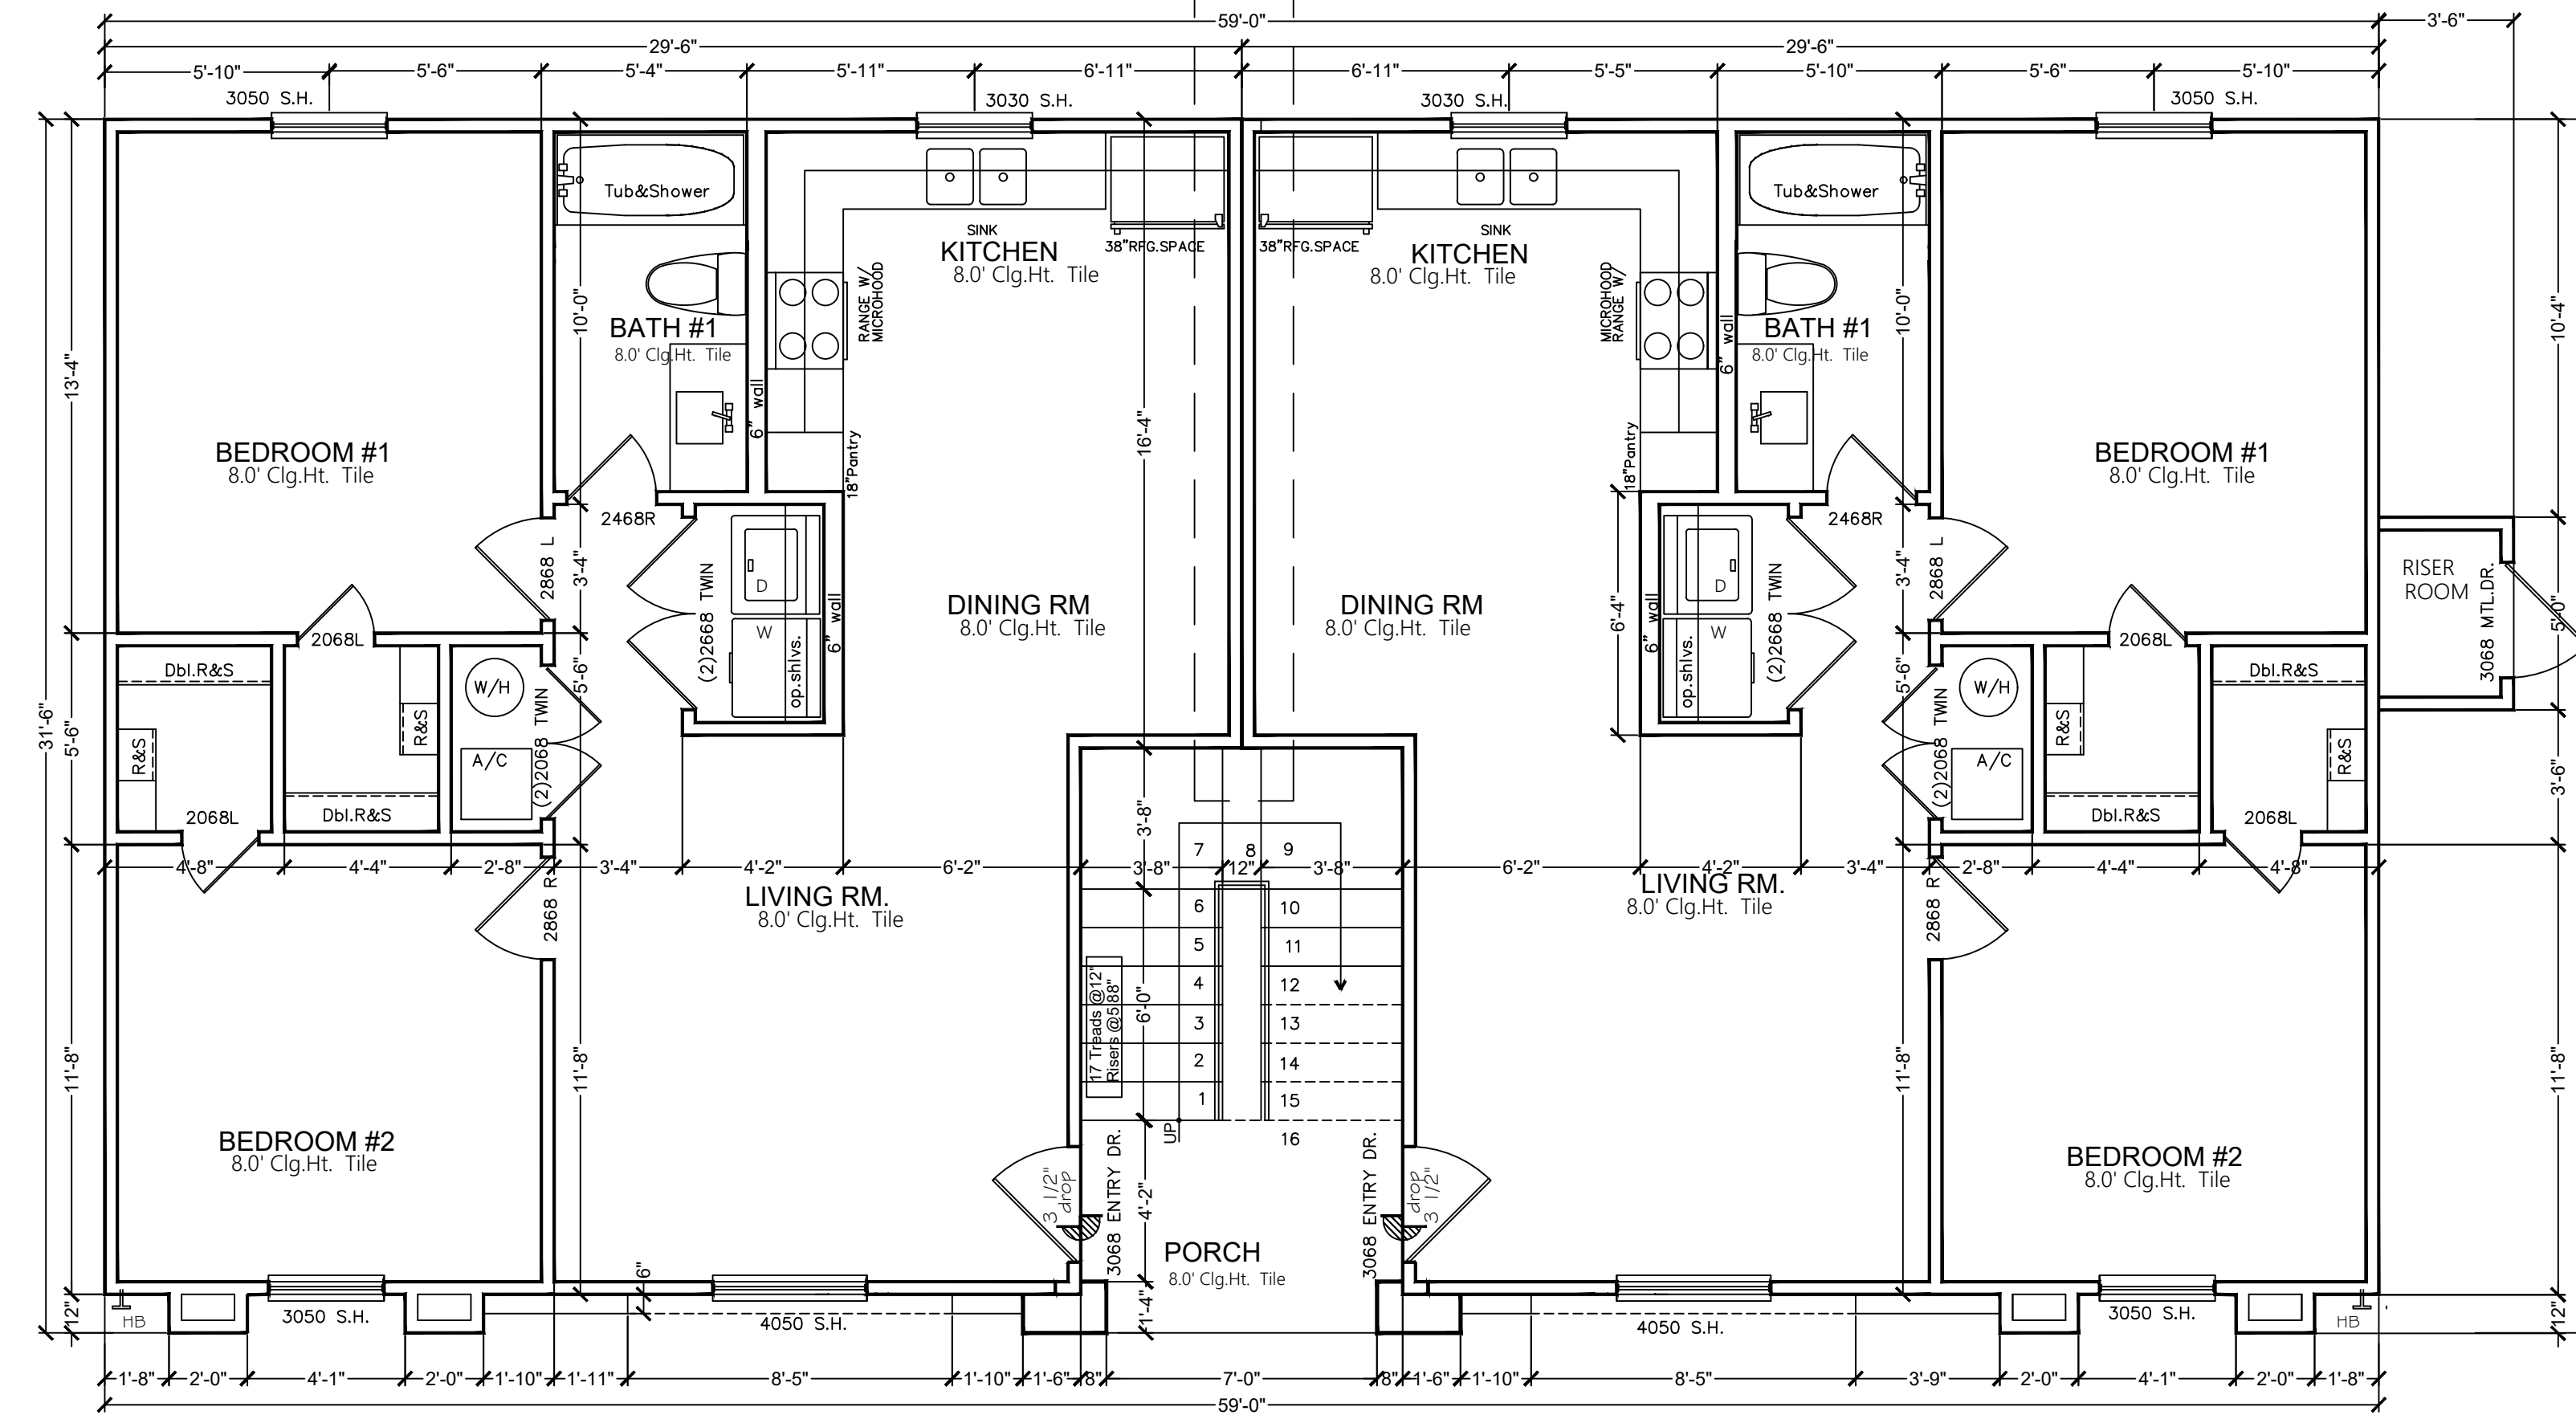 59'-0"
3'-6"
29'-6" 29'-6"
5'-10" 5'-6" 5'-4" 5'-11" 6'-11" 6'-11" 5'-5" 5'-10" 5'-6" 5'-10"
3050 S.H. 3030 S.H. 3030 S.H. 3050 S.H.
Tub&Shower
Tub&Shower
SINK
KITCHEN
8.0' Clg.Ht. Tile
38"RFG.SPACE
38"RFG.SPACE
SINK
KITCHEN
8.0' Clg.Ht. Tile
RANGE W/
MICROHOOD
MICROHOOD
RANGE W/
10'-0"
BATH #1
8.0' Clg.Ht. Tile
6" wall
6" wall
BATH #1
8.0' Clg.Ht. Tile
10'-0"
10'-4"
13'-4"
16'-4"
BEDROOM #1
8.0' Clg.Ht. Tile
18"Pantry
18"Pantry
BEDROOM #1
8.0' Clg.Ht. Tile
2468R
2468R
2868 L
3'-4"
(2)2668 TWIN
D
W
op.shlvs.
6" wall
DINING RM
8.0' Clg.Ht. Tile
DINING RM
8.0' Clg.Ht. Tile
6'-4"
6" wall
D
W
op.shlvs.
(2)2668 TWIN
3'-4"
2868 L
RISER
ROOM
3068 MTL.DR.
5'-0"
2068L
2068L
31'-6"
5'-6"
Dbl.R&S
R&S
R&S
Dbl.R&S
2068L
W/H
A/C
(2)2068 TWIN
5'-6"
5'-6"
(2)2068 TWIN
W/H
A/C
R&S
Dbl.R&S
Dbl.R&S
R&S
2068L
3'-6"
3'-8"
7 8 9
4'-8" 4'-4" 2'-8" 3'-4" 4'-2" 6'-2" 3'-8" 12" 3'-8" 6'-2" 4'-2" 3'-4" 2'-8" 4'-4" 4'-8"
2868 R
LIVING RM.
8.0' Clg.Ht. Tile
LIVING RM.
8.0' Clg.Ht. Tile
2868 R
6 10
5 11
4 12
3 13
2 14
1 15
16
17 Treads @12"
Risers @5.88"
6'-0"
UP
11'-8"
11'-8"
11'-8"
11'-8"
BEDROOM #2
8.0' Clg.Ht. Tile
BEDROOM #2
8.0' Clg.Ht. Tile
3 1/2"
drop
3068 ENTRY DR.
4'-2"
3068 ENTRY DR.
drop
3 1/2"
PORCH
8.0' Clg.Ht. Tile
6"
12"
HB
3050 S.H.
4050 S.H.
1'-4"
4050 S.H.
3050 S.H.
HB
12"
1'-8" 2'-0" 4'-1" 2'-0" 1'-10" 1'-11" 8'-5" 1'-10" 1'-6" 8" 7'-0" 8" 1'-6" 1'-10" 8'-5" 3'-9" 2'-0" 4'-1" 2'-0" 1'-8"
59'-0"